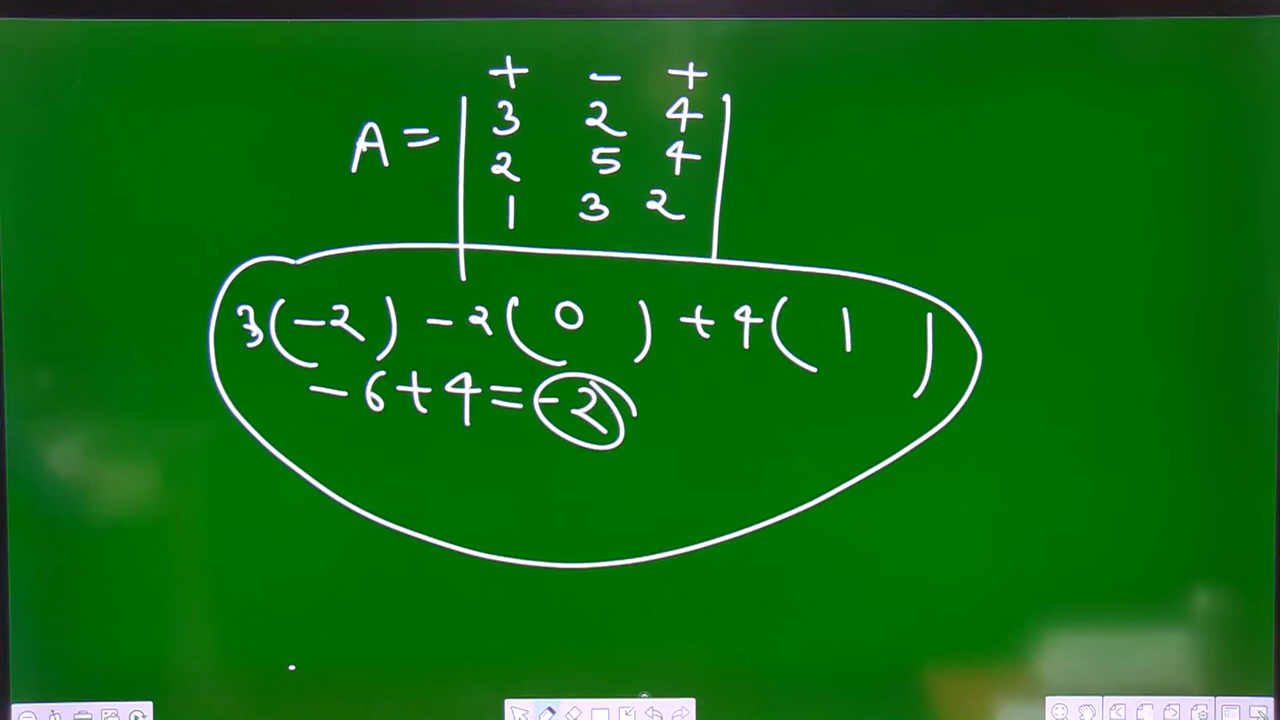 + - +
A = | 3 2 4 |
| 2 5 4 |
| 1 3 2 |
3(-2) -2(0) +4(1)
-6+4=-2